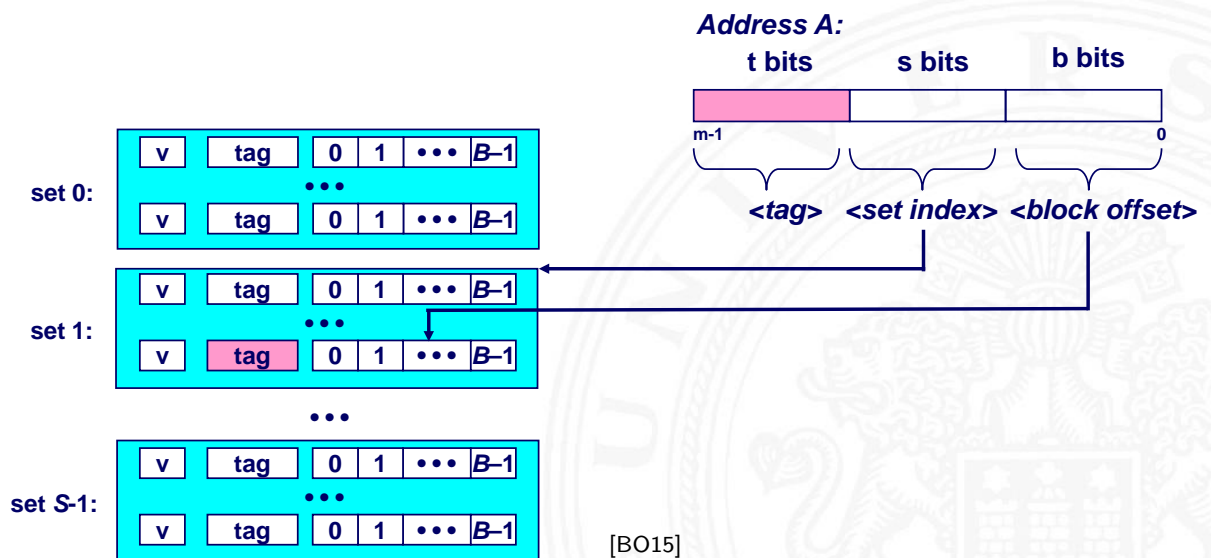 Address A:
t bits s bits b bits
m-1 0
<tag> <set index> <block offset>
set 0:
v tag 0 1 ••• B–1
•••
v tag 0 1 ••• B–1
set 1:
v tag 0 1 ••• B–1
•••
v tag 0 1 ••• B–1
•••
set S-1:
v tag 0 1 ••• B–1
•••
v tag 0 1 ••• B–1
[BO15]
U N I V E R S